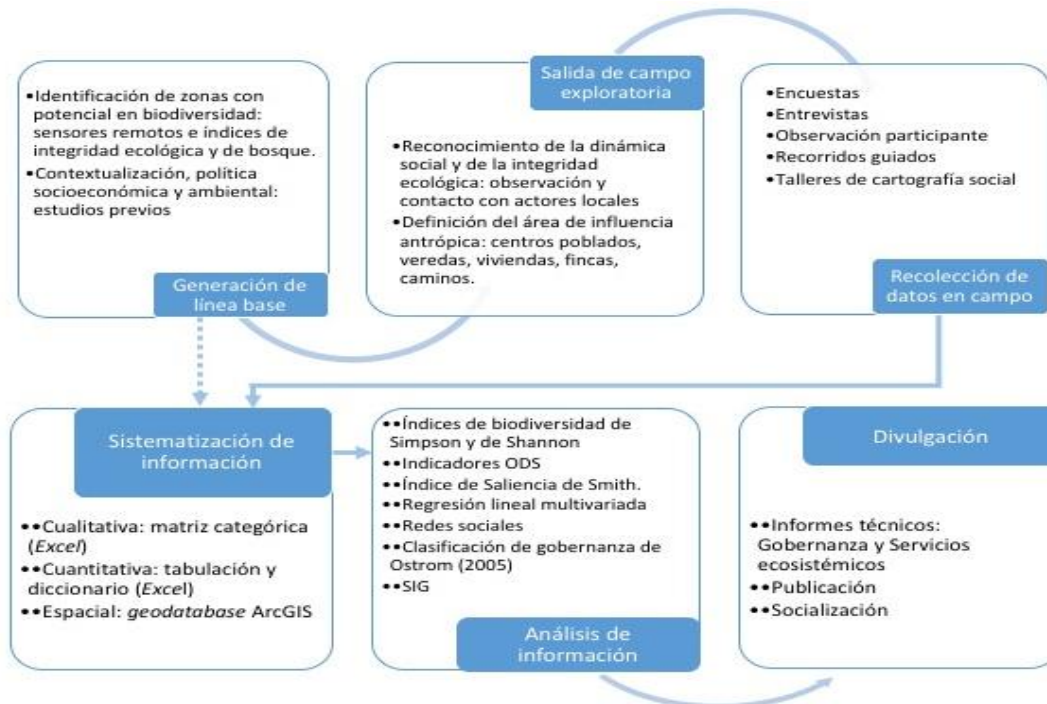 •Identificación de zonas con
potencial en biodiversidad:
sensores remotos e índices de
integridad ecológica y de bosque.
•Contextualización, política
socioeconómica y ambiental:
estudios previos
Generación de
línea base
Salida de campo
exploratoria
•Reconocimiento de la dinámica
social y de la integridad
ecológica: observación y
contacto con actores locales
•Definición del área de influencia
antrópica: centros poblados,
veredas, viviendas, fincas,
caminos.
•Encuestas
•Entrevistas
•Observación participante
•Recorridos guiados
•Talleres de cartografía social
Recolección de
datos en campo
Sistematización de
información
••Cualitativa: matriz categórica
(Excel)
••Cuantitativa: tabulación y
diccionario (Excel)
••Espacial: geodatabase ArcGIS
••Índices de biodiversidad de
Simpson y de Shannon
••Indicadores ODS
••Índice de Saliencia de Smith.
••Regresión lineal multivariada
••Redes sociales
••Clasificación de gobernanza de
Ostrom (2005)
••SIG
Análisis de
información
Divulgación
••Informes técnicos:
Gobernanza y Servicios
ecosistémicos
••Publicación
••Socialización